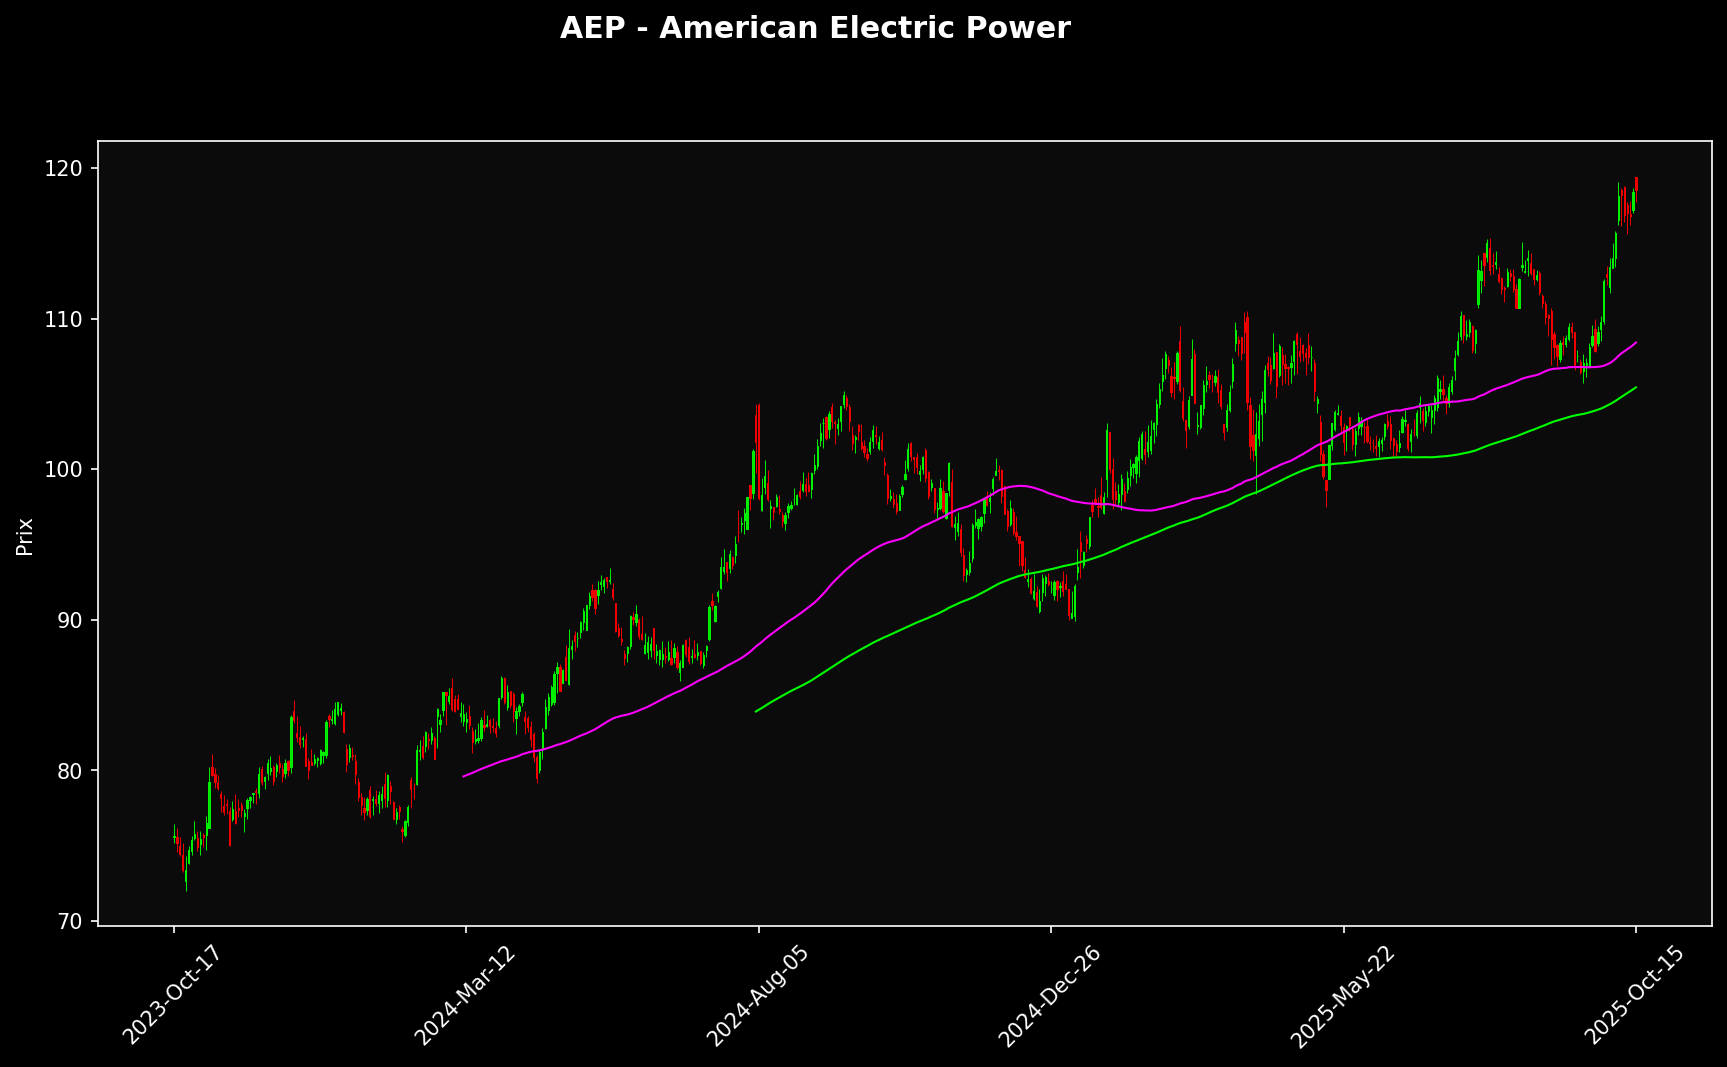 AEP - American Electric Power
Prix
120
110
100
90
80
70
2023-Oct-17
2024-Mar-12
2024-Aug-05
2024-Dec-26
2025-May-22
2025-Oct-15